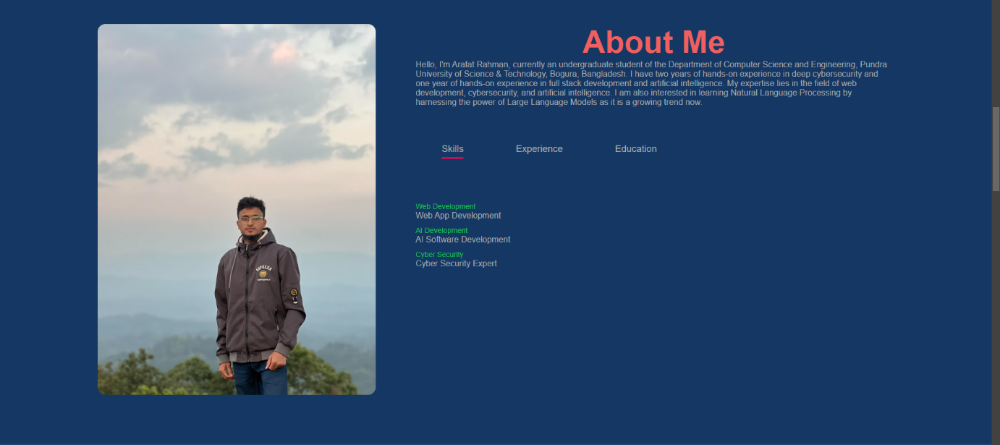 About Me
Hello, I'm Arafat Rahman, currently an undergraduate student of the Department of Computer Science and Engineering, Pundra
University of Science & Technology, Bogura, Bangladesh. I have two years of hands-on experience in deep cybersecurity and
one year of hands-on experience in full stack development and artificial intelligence. My expertise lies in the field of web
development, cybersecurity, and artificial intelligence. I am also interested in learning Natural Language Processing by
harnessing the power of Large Language Models as it is a growing trend now.
Skills Experience Education
Web Development
Web App Development
AI Development
AI Software Development
Cyber Security
Cyber Security Expert